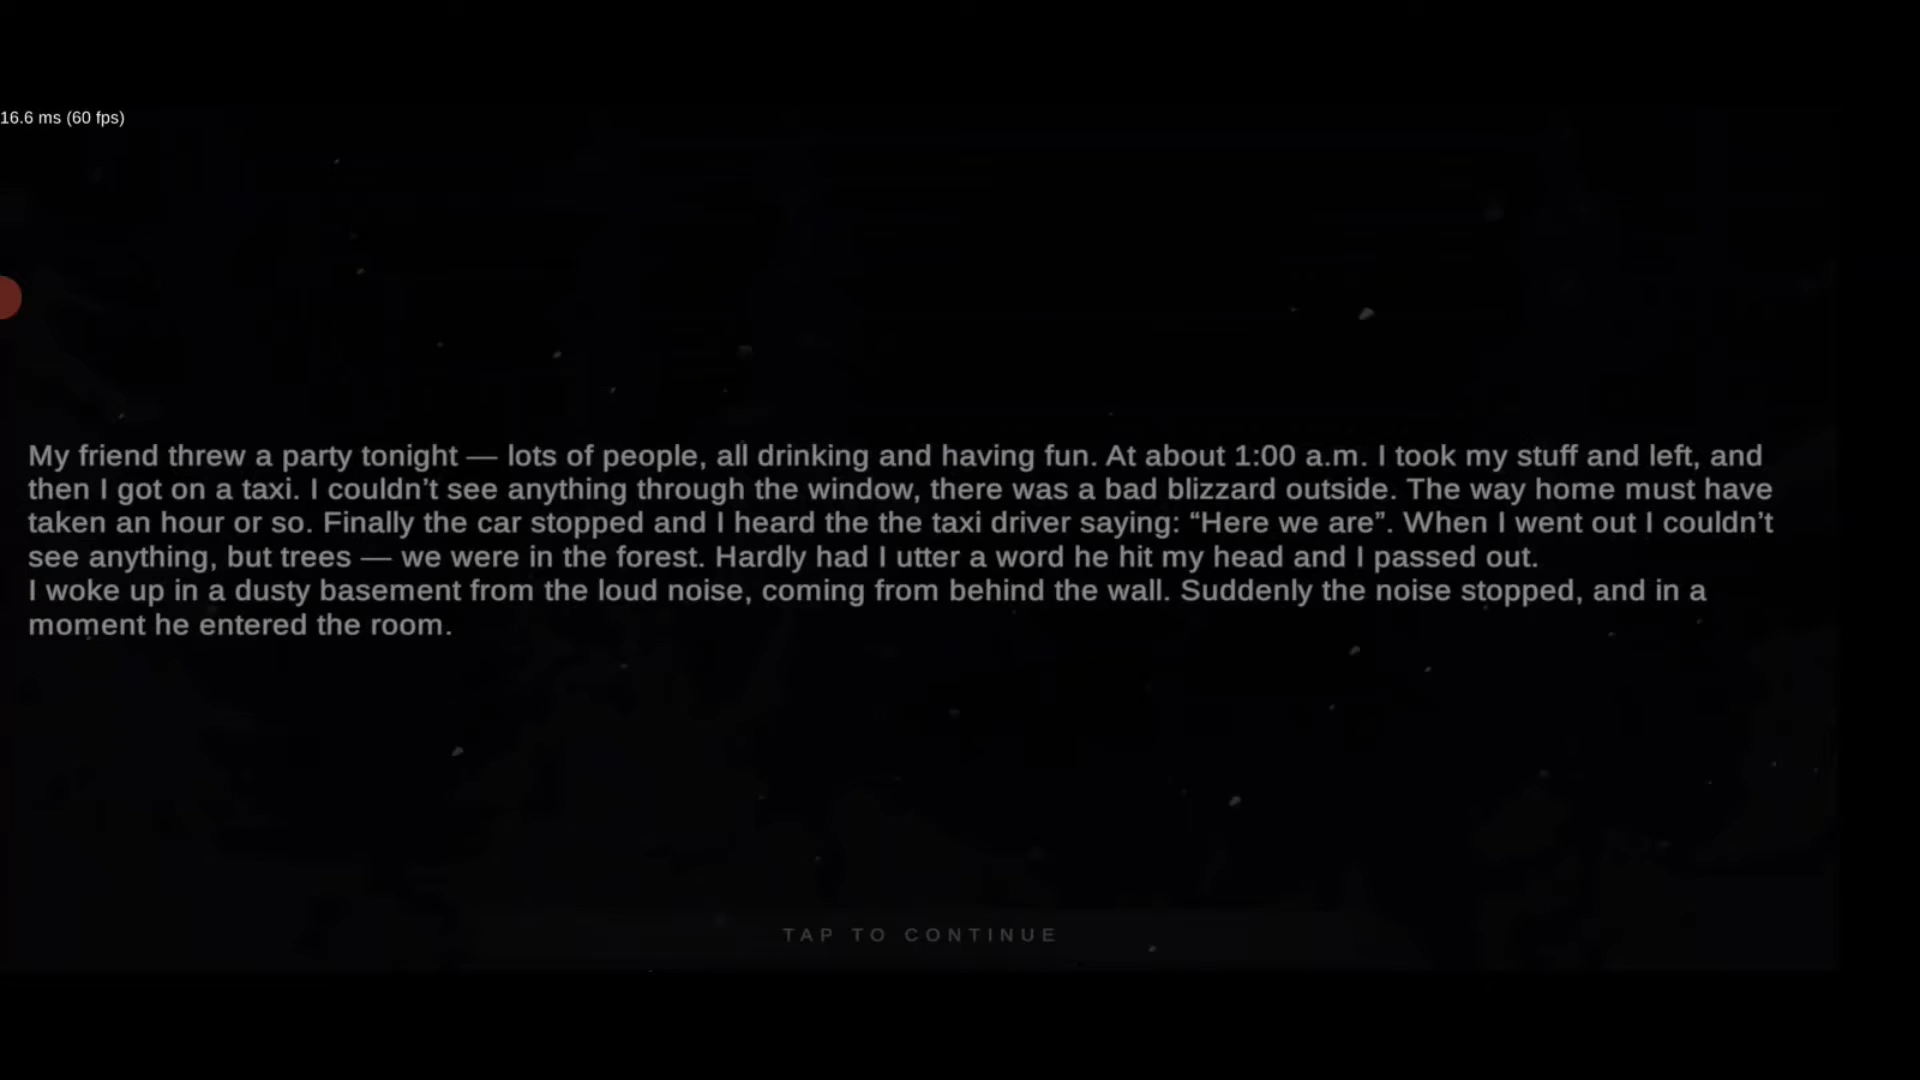 16.6 ms (60 fps)
My friend threw a party tonight — lots of people, all drinking and having fun. At about 1:00 a.m. I took my stuff and left, and
then I got on a taxi. I couldn’t see anything through the window, there was a bad blizzard outside. The way home must have
taken an hour or so. Finally the car stopped and I heard the the taxi driver saying: “Here we are”. When I went out I couldn’t
see anything, but trees — we were in the forest. Hardly had I utter a word he hit my head and I passed out.
I woke up in a dusty basement from the loud noise, coming from behind the wall. Suddenly the noise stopped, and in a
moment he entered the room.
TAP TO CONTINUE